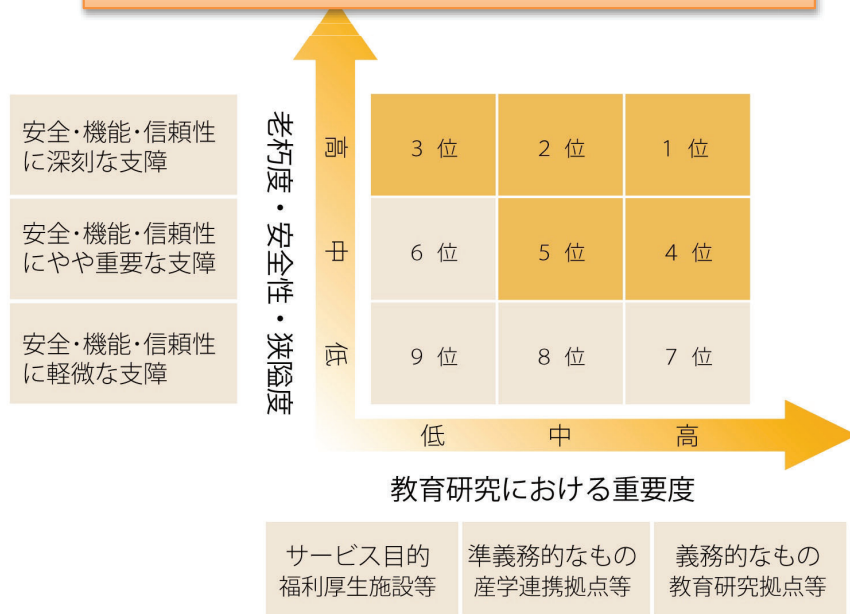 安全・機能・信頼性
に深刻な支障
安全・機能・信頼性
にやや重要な支障
安全・機能・信頼性
に軽微な支障
老朽度・安全性・狭隘度
高
中
低
3 位
2 位
1 位
6 位
5 位
4 位
9 位
8 位
7 位
低
中
高
教育研究における重要度
サービス目的
福利厚生施設等
準義務的なもの
産学連携拠点等
義務的なもの
教育研究拠点等